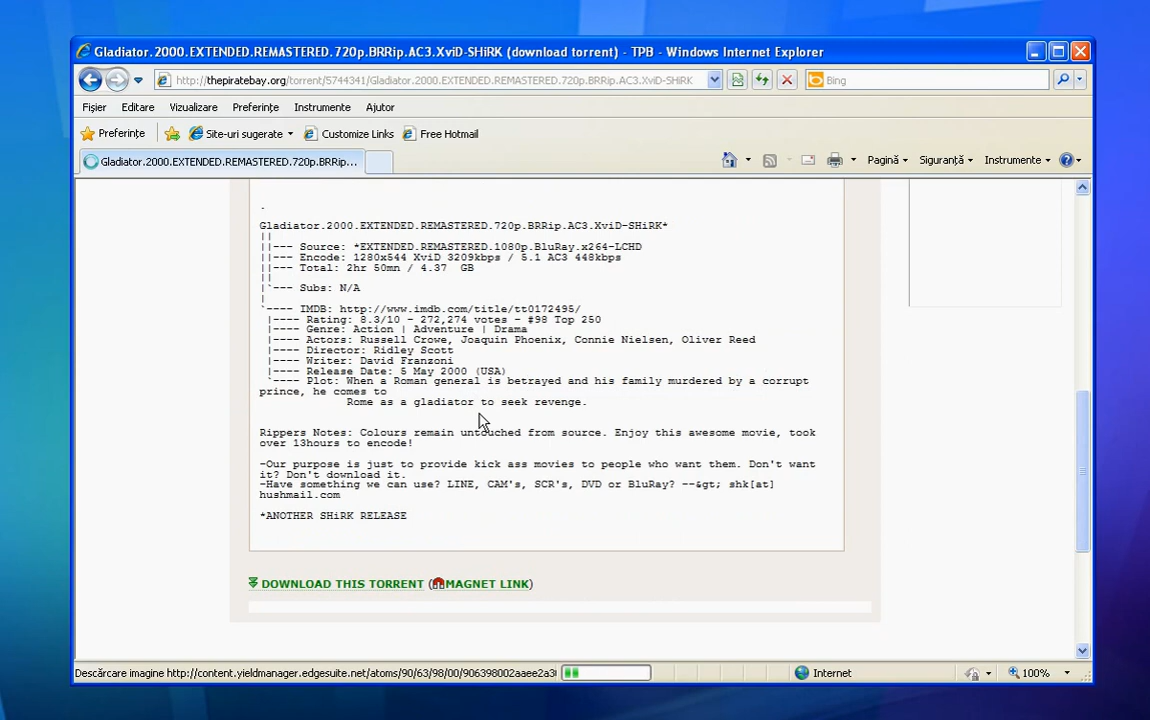 Gladiator.2000.EXTENDED.REMASTERED.720p.BRRip.AC3.XviD-SHiRK (download torrent) - TPB - Windows Internet Explorer
http://thepiratebay.org/torrent/5744341/Gladiator.2000.EXTENDED.REMASTERED.720p.BRRip.AC3.XviD-SHiRK
Bing
Fișier Editare Vizualizare Preferințe Instrumente Ajutor
Preferințe Site-uri sugerate Customize Links Free Hotmail
Gladiator.2000.EXTENDED.REMASTERED.720p.BRRip... Pagină Siguranță Instrumente
.
Gladiator.2000.EXTENDED.REMASTERED.720p.BRRip.AC3.XviD-SHiRK*
||
||--- Source: *EXTENDED.REMASTERED.1080p.BluRay.x264-LCHD
||--- Encode: 1280x544 XviD 3209kbps / 5.1 AC3 448kbps
||--- Total: 2hr 50mn / 4.37 GB
||
|`--- Subs: N/A
|
`---- IMDB: http://www.imdb.com/title/tt0172495/
|---- Rating: 8.3/10 - 272,274 votes - #98 Top 250
|---- Genre: Action | Adventure | Drama
|---- Actors: Russell Crowe, Joaquin Phoenix, Connie Nielsen, Oliver Reed
|---- Director: Ridley Scott
|---- Writer: David Franzoni
|---- Release Date: 5 May 2000 (USA)
`---- Plot: When a Roman general is betrayed and his family murdered by a corrupt
prince, he comes to
Rome as a gladiator to seek revenge.
Rippers Notes: Colours remain untouched from source. Enjoy this awesome movie, took
over 13hours to encode!
-Our purpose is just to provide kick ass movies to people who want them. Don't want
it? Don't download it.
-Have something we can use? LINE, CAM's, SCR's, DVD or BluRay? --&gt; shk[at]
hushmail.com
*ANOTHER SHiRK RELEASE
DOWNLOAD THIS TORRENT (MAGNET LINK)
Descărcare imagine http://content.yieldmanager.edgesuite.net/atoms/90/63/98/00/906398002aaee2a3 Internet 100%